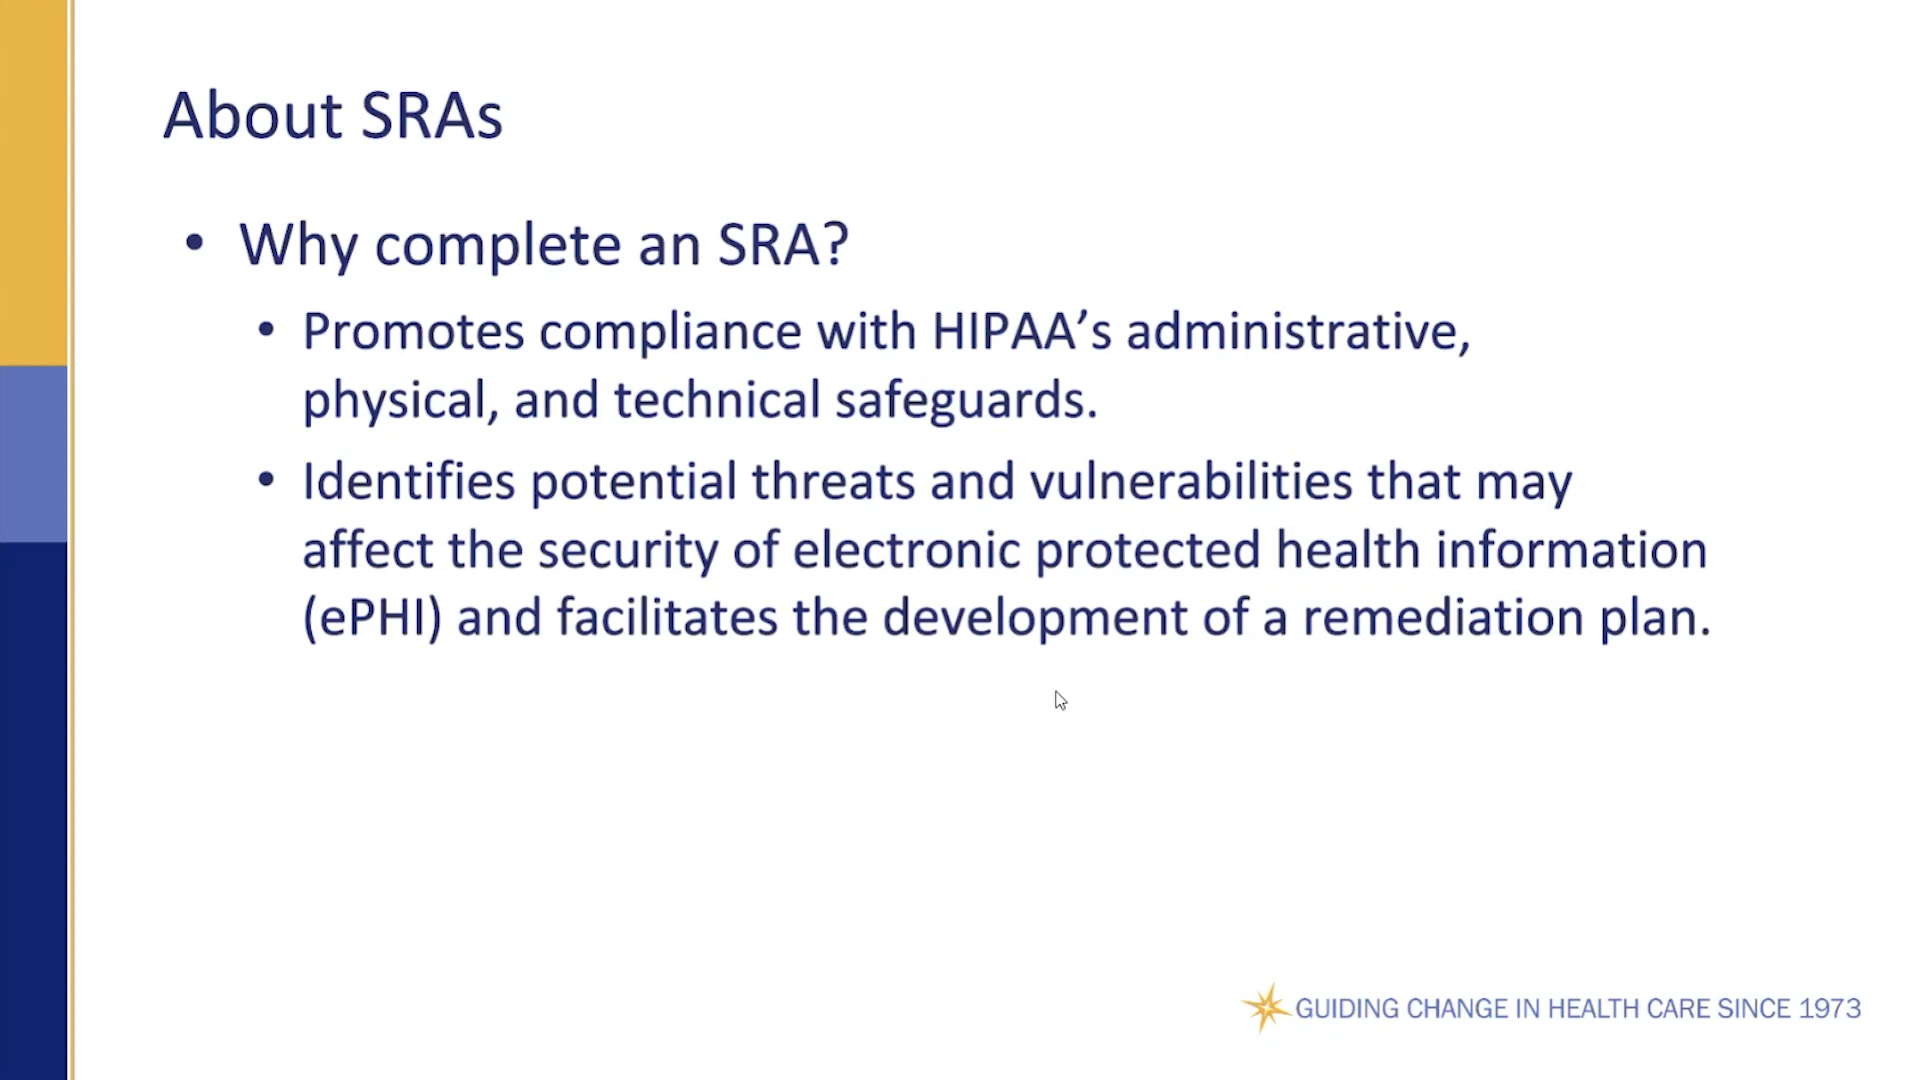 About SRAs
• Why complete an SRA?
• Promotes compliance with HIPAA’s administrative,
physical, and technical safeguards.
• Identifies potential threats and vulnerabilities that may
affect the security of electronic protected health information
(ePHI) and facilitates the development of a remediation plan.
GUIDING CHANGE IN HEALTH CARE SINCE 1973